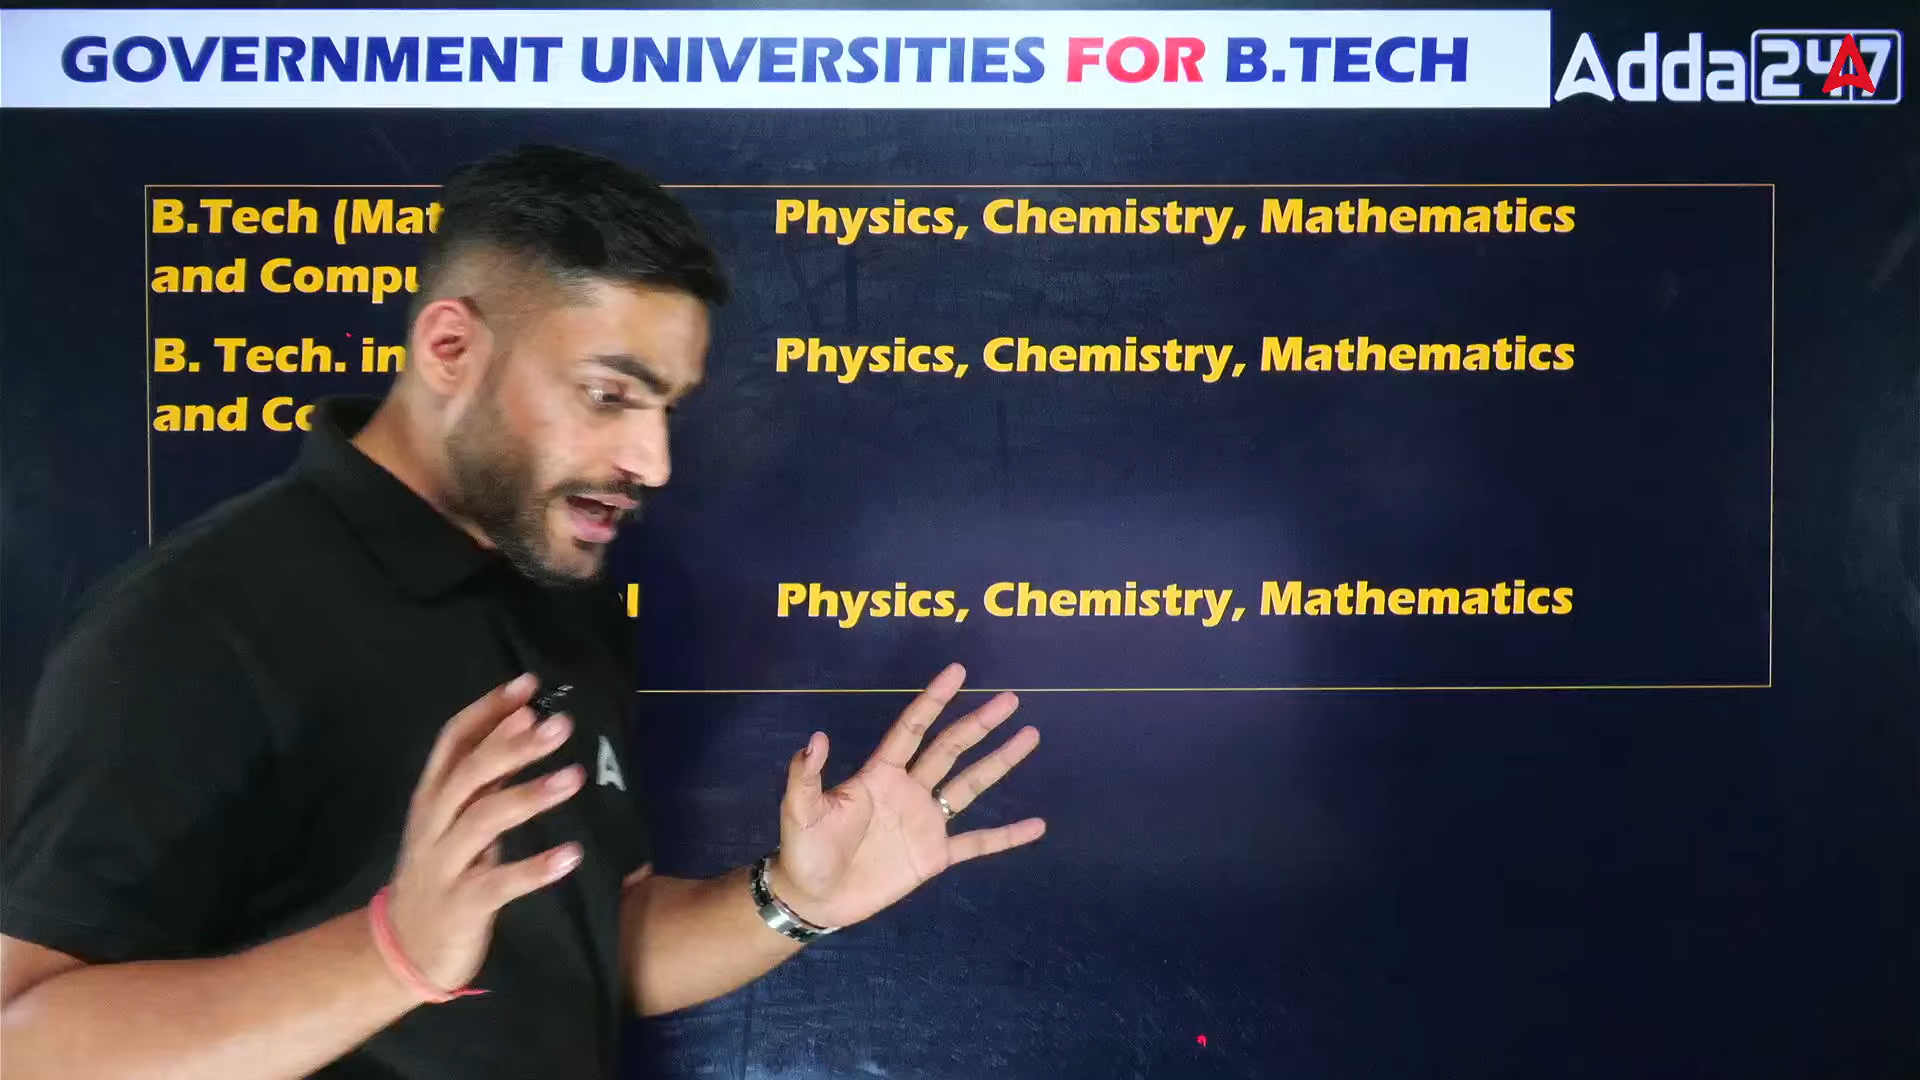 GOVERNMENT UNIVERSITIES FOR B.TECH
Adda247
B.Tech (Mat
Physics, Chemistry, Mathematics
and Compu
B. Tech. in
Physics, Chemistry, Mathematics
and Co
Physics, Chemistry, Mathematics